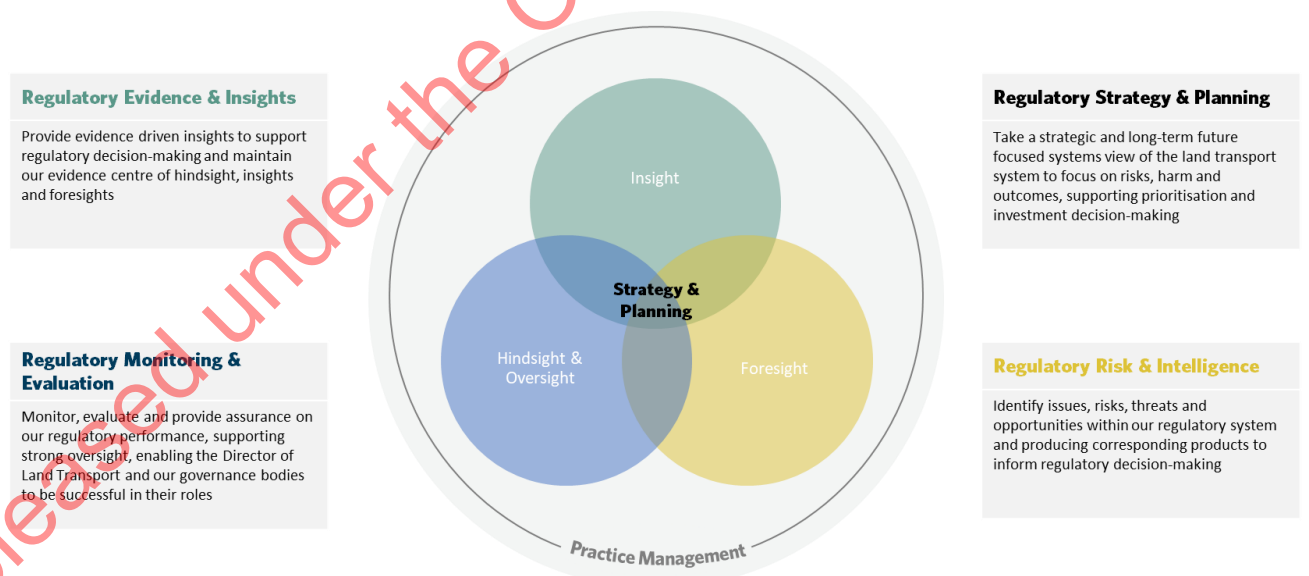 Regulatory Evidence & Insights
Provide evidence driven insights to support
regulatory decision-making and maintain
our evidence centre of hindsight, insights
and foresights
Regulatory Monitoring &
Evaluation
Monitor, evaluate and provide assurance on
our regulatory performance, supporting
strong oversight, enabling the Director of
Land Transport and our governance bodies
to be successful in their roles
Insight
Strategy &
Planning
Hindsight &
Oversight
Foresight
Practice Management
Regulatory Strategy & Planning
Take a strategic and long-term future
focused systems view of the land transport
system to focus on risks, harm and
outcomes, supporting prioritisation and
investment decision-making
Regulatory Risk & Intelligence
Identify issues, risks, threats and
opportunities within our regulatory system
and producing corresponding products to
inform regulatory decision-making
under the